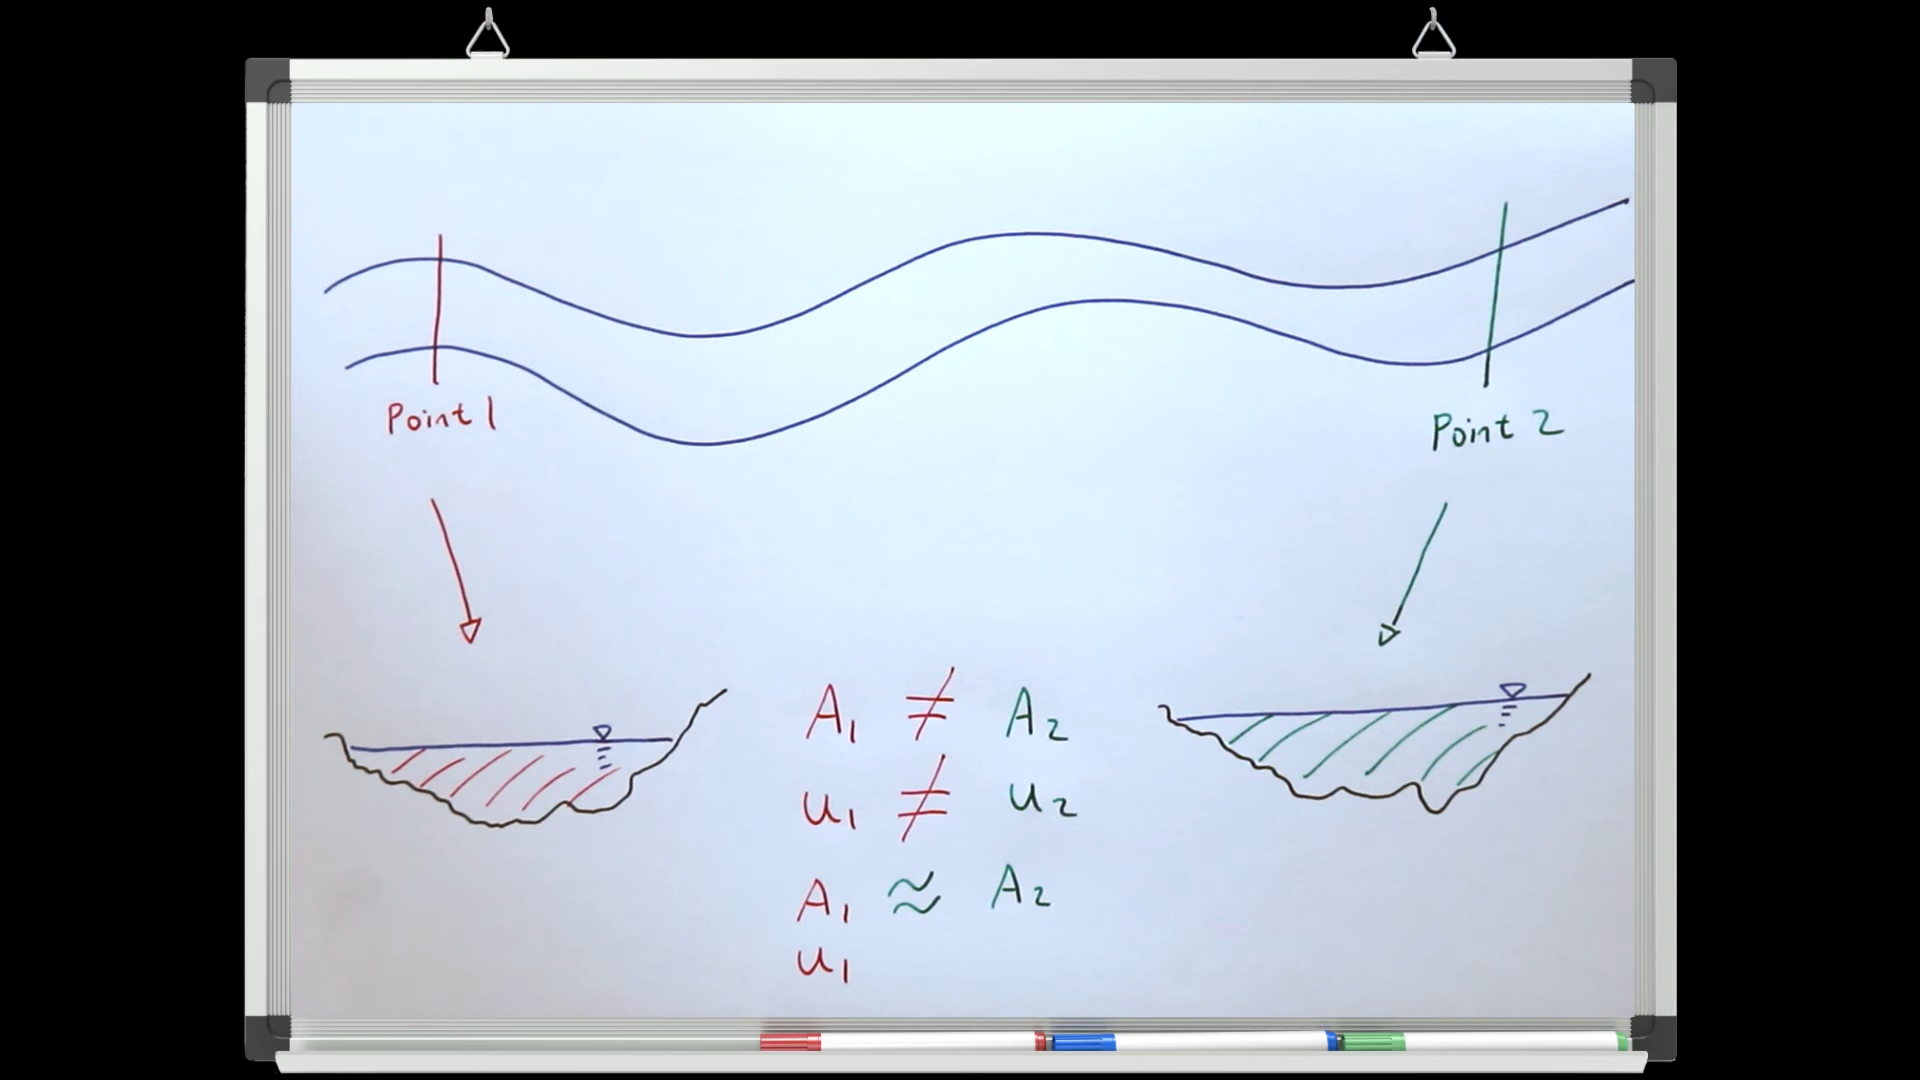 Point 1
Point 2
A₁ ≠ A₂
u₁ ≠ u₂
A₁ ≈ A₂
u₁